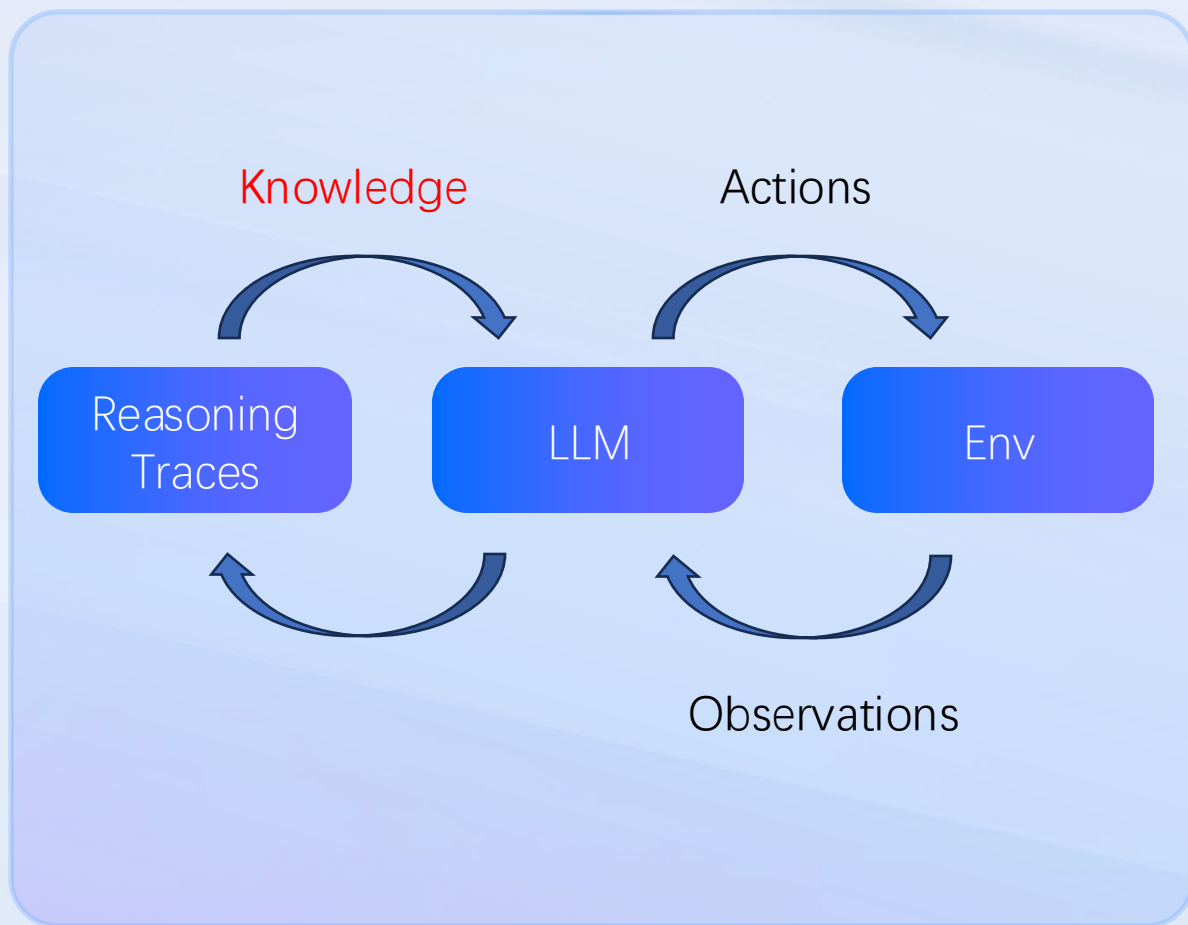 Knowledge
Actions
Reasoning
Traces
LLM
Env
Observations